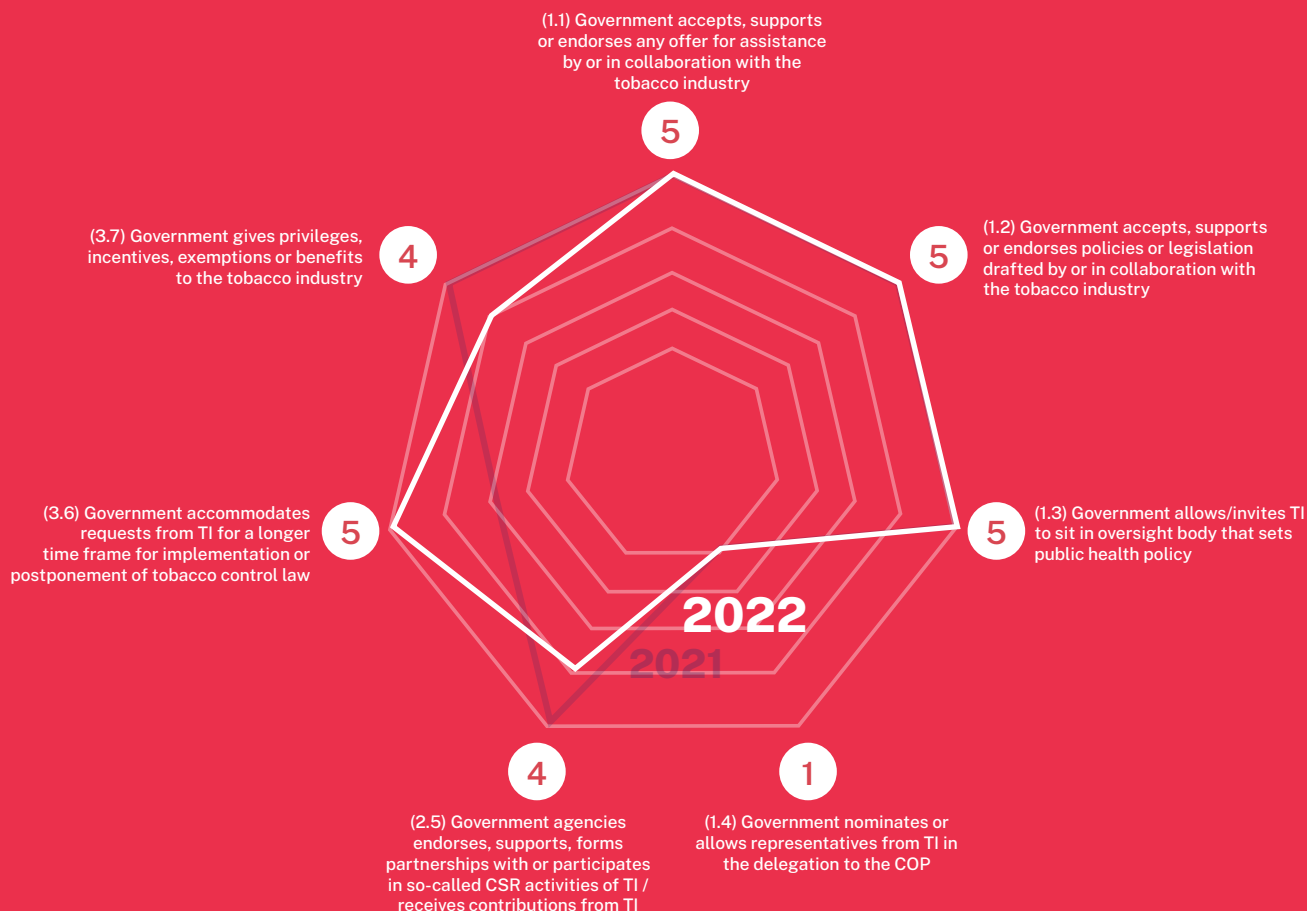 (1.1) Government accepts, supports
or endorses any offer for assistance
by or in collaboration with the
tobacco industry
5
(1.2) Government accepts, supports
or endorses policies or legislation
drafted by or in collaboration with
the tobacco industry
5
(3.7) Government gives privileges,
incentives, exemptions or benefits
to the tobacco industry
4
(3.6) Government accommodates
requests from TI for a longer
time frame for implementation or
postponement of tobacco control law
5
5
(1.3) Government allows/invites TI
to sit in oversight body that sets
public health policy
2022
2021
4
(2.5) Government agencies
endorses, supports, forms
partnerships with or participates
in so-called CSR activities of TI /
receives contributions from TI
1
(1.4) Government nominates or
allows representatives from TI in
the delegation to the COP